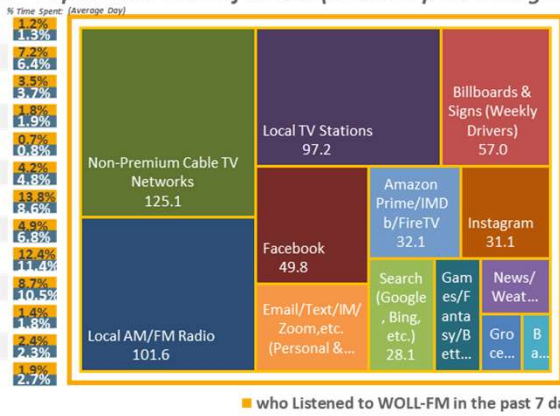 % Time Spent: (Average Day)
1.2%
1.3%
7.2%
6.4%
3.5%
3.7%
1.8%
1.9%
0.7%
0.8%
4.2%
4.8%
13.8%
8.6%
4.9%
6.8%
12.4%
11.4%
8.7%
10.5%
1.4%
1.8%
2.4%
2.3%
1.9%
2.7%
Non-Premium Cable TV
Networks
125.1
Local TV Stations
97.2
Billboards &
Signs (Weekly
Drivers)
57.0
Local AM/FM Radio
101.6
Facebook
49.8
Amazon
Prime/IMD
b/FireTV
32.1
Instagram
31.1
Email/Text/IM/
Zoom,etc.
(Personal &...
Search
(Google
, Bing,
etc.)
28.1
Gam
es/F
anta
sy/B
ett...
News/
Weat...
Gro
ce...
B
a...
who Listened to WOLL-FM in the past 7 da